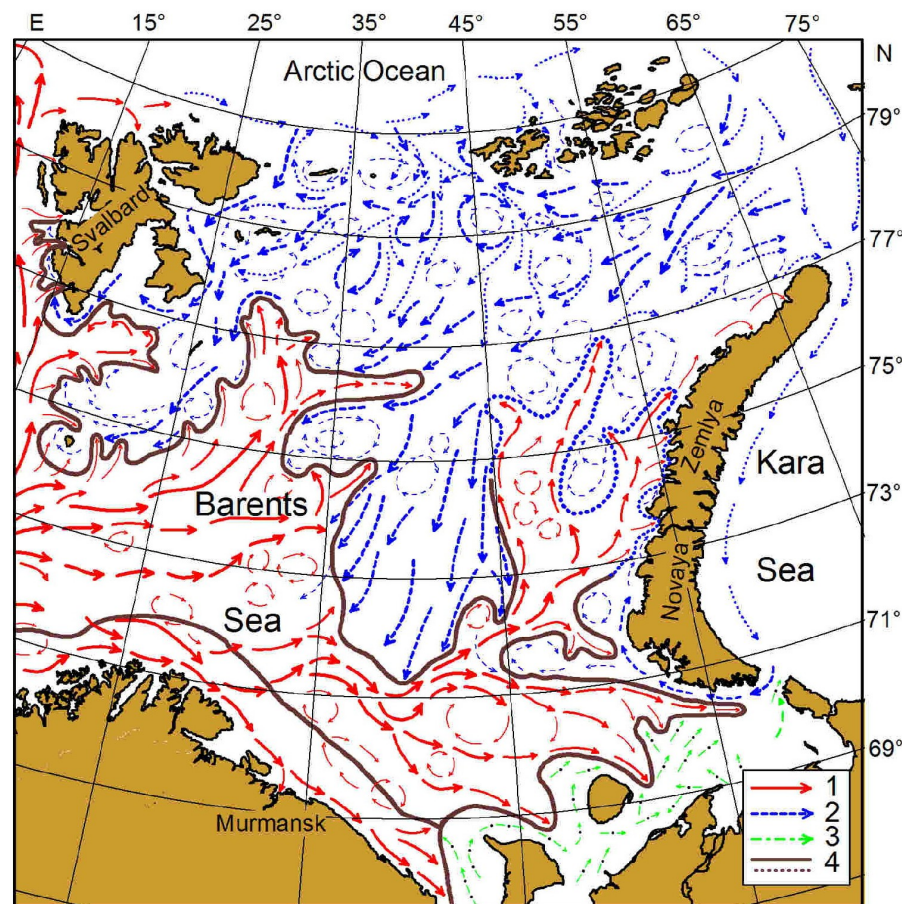 E 15° 25° 35° 45° 55° 65° 75°
N
Arctic Ocean
79°
Svalbard
77°
75°
Zemlya
Kara
Barents
73°
Novaya
Sea
Sea
71°
69°
1
Murmansk
2
3
4